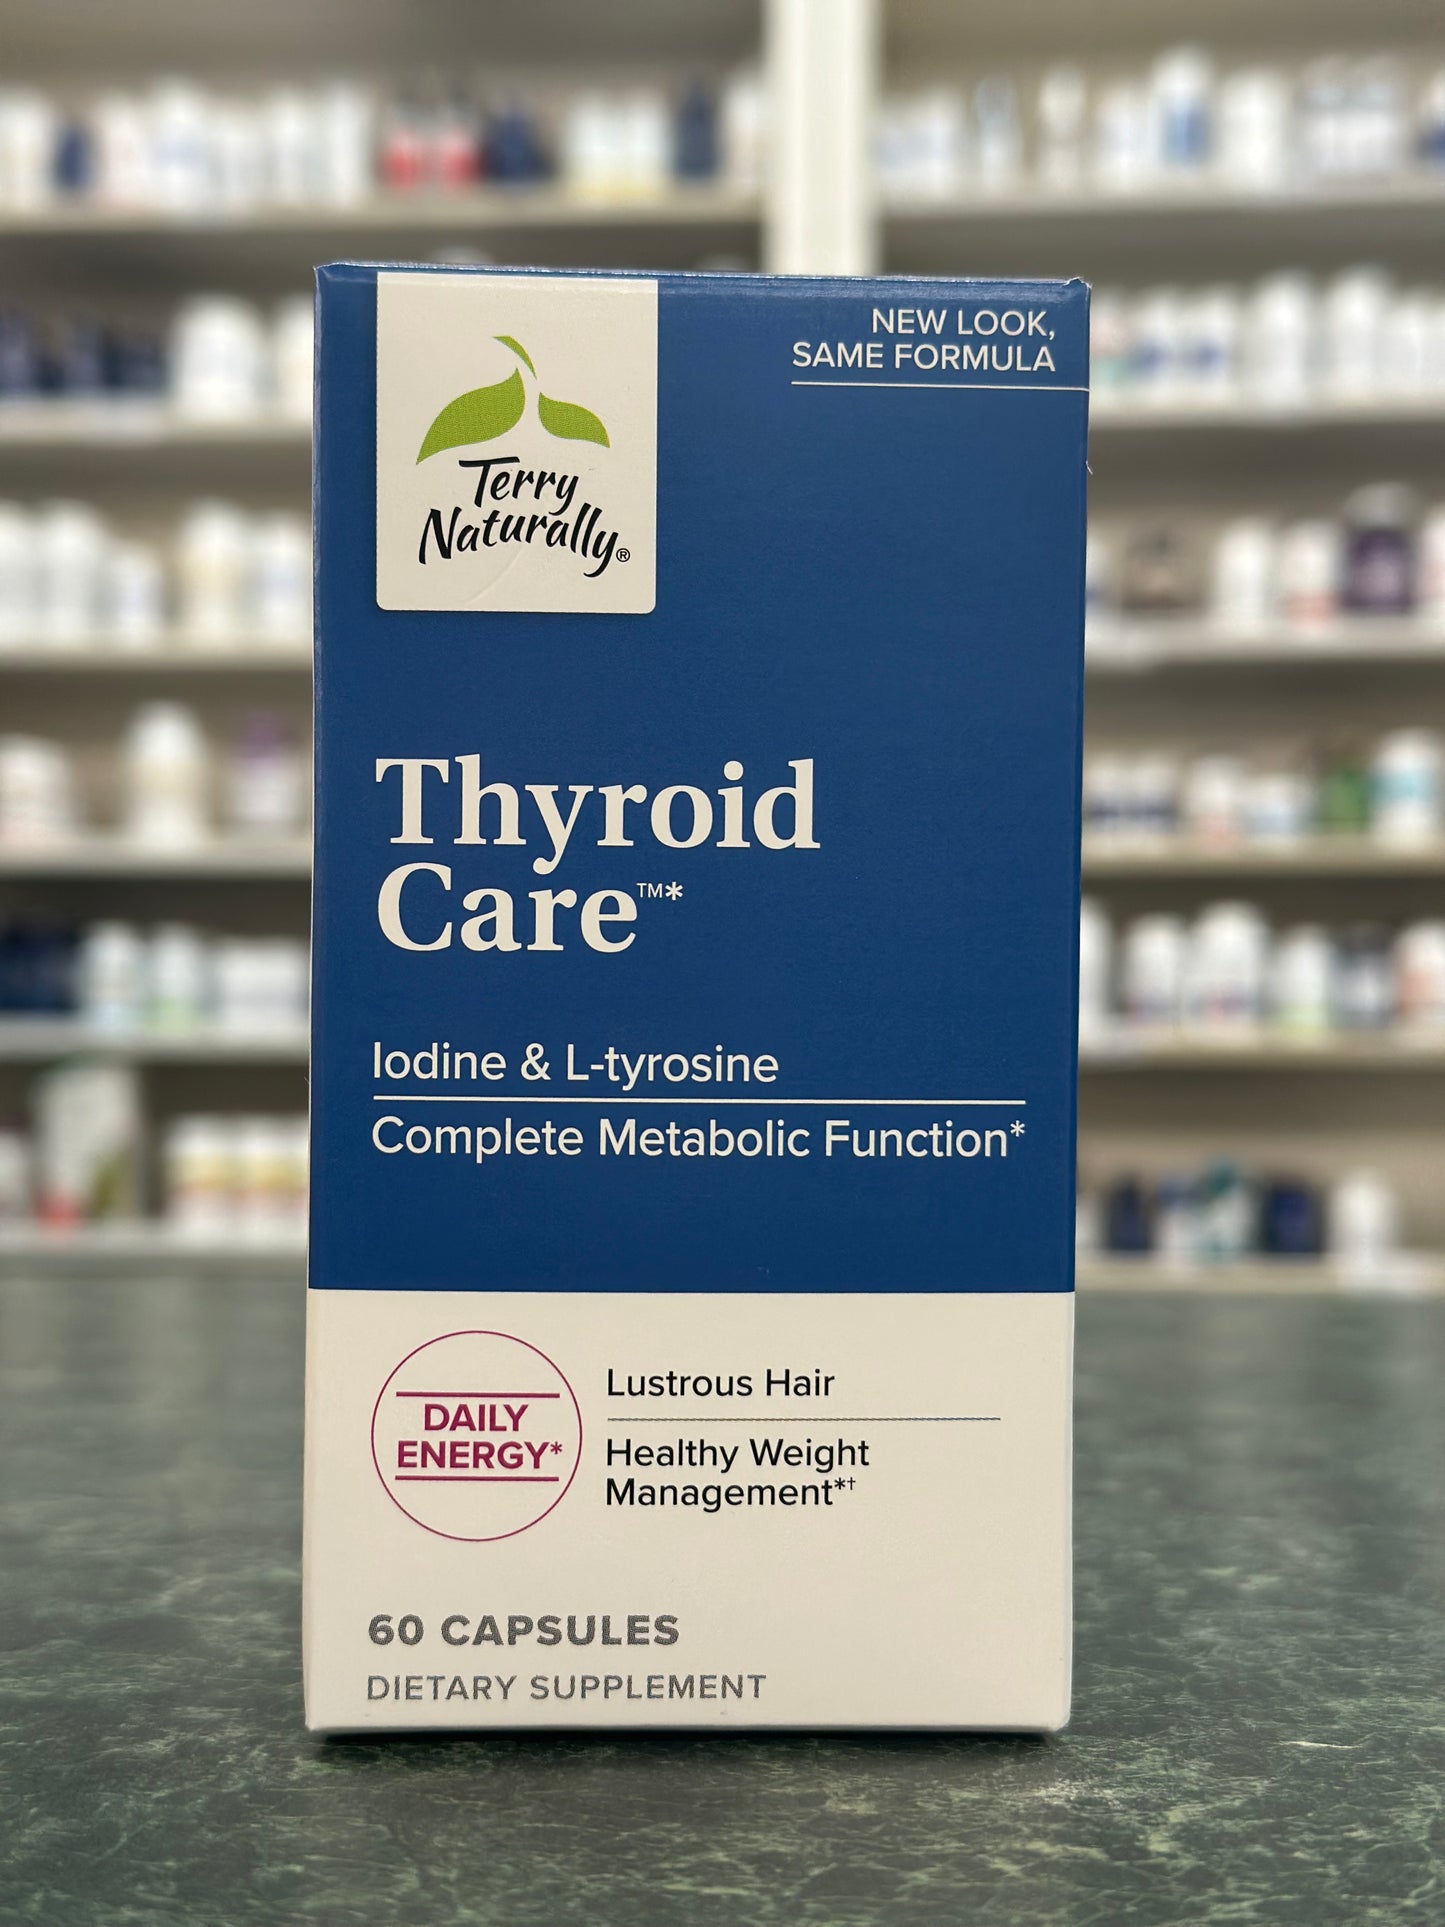 NEW LOOK,
SAME FORMULA
Terry
Naturally®
Thyroid
Care™*
Iodine & L-tyrosine
Complete Metabolic Function*
DAILY
ENERGY*
Lustrous Hair
Healthy Weight
Management*†
60 CAPSULES
DIETARY SUPPLEMENT